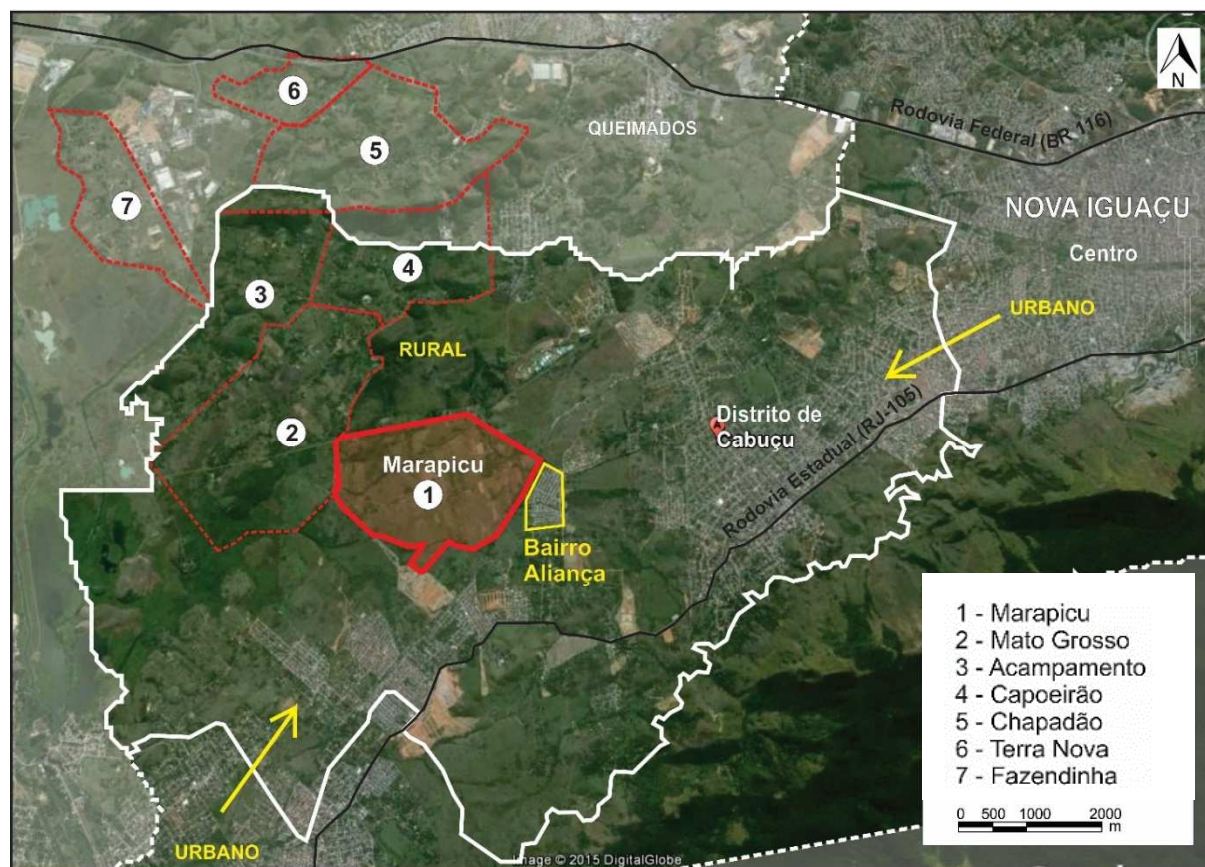 N
6
QUEIMADOS
Rodovia Federal (BR 116)
5
7
NOVA IGUAÇU
Centro
4
3
URBANO
RURAL
Distrito de
Cabuçu
2
Marapicu
1
Rodovia Estadual (RJ-105)
Bairro
Aliança
1 - Marapicu
2 - Mato Grosso
3 - Acampamento
4 - Capoeirão
5 - Chapadão
6 - Terra Nova
7 - Fazendinha
0 500 1000 2000
m
URBANO
Image © 2015 DigitalGlobe